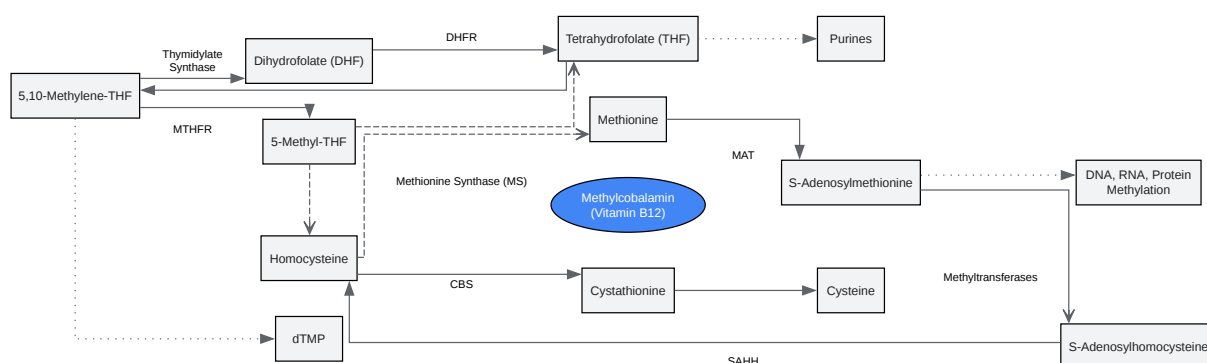 DHFR
Tetrahydrofolate (THF)
Purines
Thymidylate
Synthase
Dihydrofolate (DHF)
5,10-Methylene-THF
MTHFR
5-Methyl-THF
Methionine
MAT
Methionine Synthase (MS)
S-Adenosylmethionine
DNA, RNA, Protein
Methylation
Methylcobalamin
(Vitamin B12)
Homocysteine
CBS
Cystathionine
Cysteine
Methyltransferases
dTMP
S-Adenosylhomocysteine
SAHH